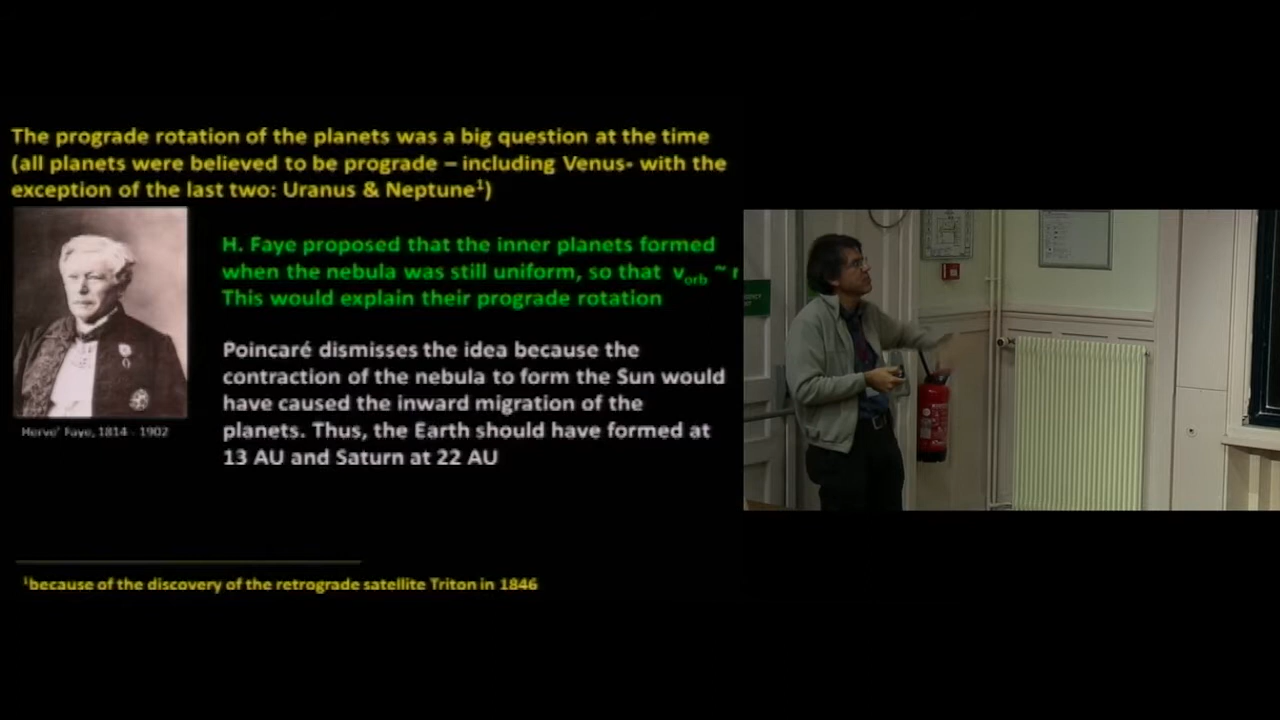 The prograde rotation of the planets was a big question at the time
(all planets were believed to be prograde – including Venus- with the
exception of the last two: Uranus & Neptune¹)
H. Faye proposed that the inner planets formed
when the nebula was still uniform, so that v_orb ~ r
This would explain their prograde rotation
Poincaré dismisses the idea because the
contraction of the nebula to form the Sun would
have caused the inward migration of the
planets. Thus, the Earth should have formed at
13 AU and Saturn at 22 AU
Herve' Faye, 1814 - 1902
¹because of the discovery of the retrograde satellite Triton in 1846